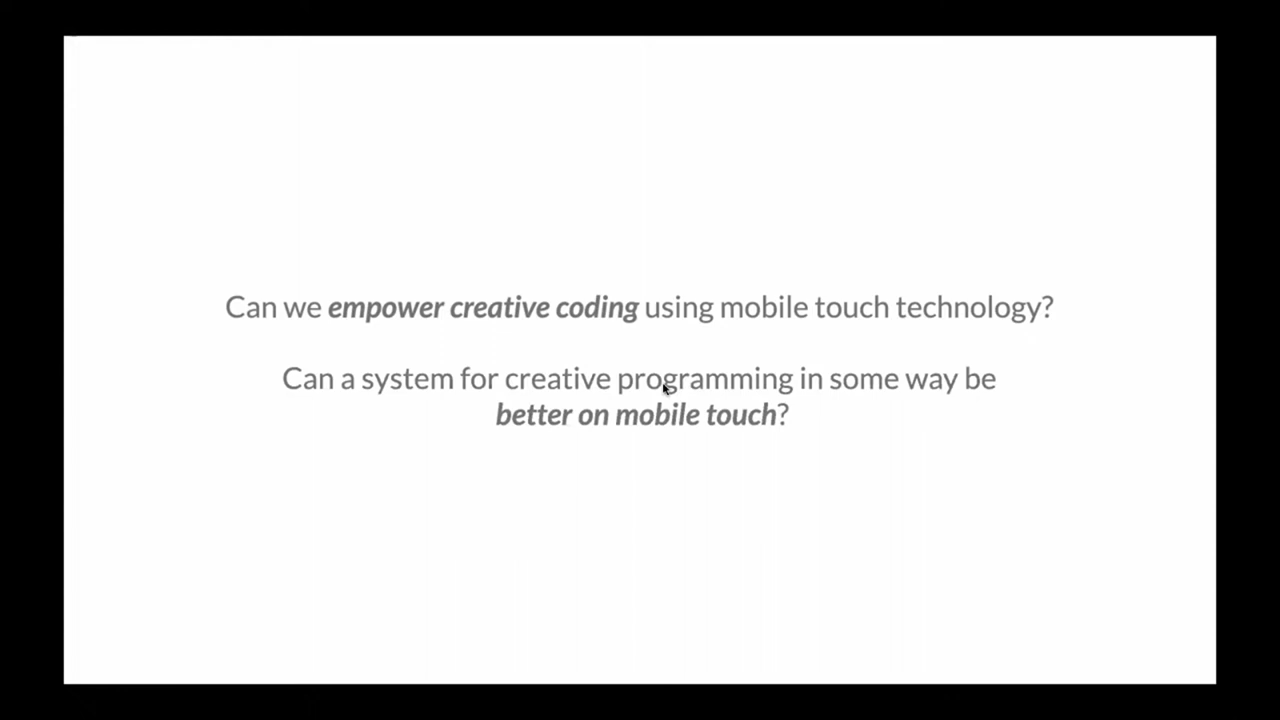 Can we empower creative coding using mobile touch technology?
Can a system for creative programming in some way be
better on mobile touch?